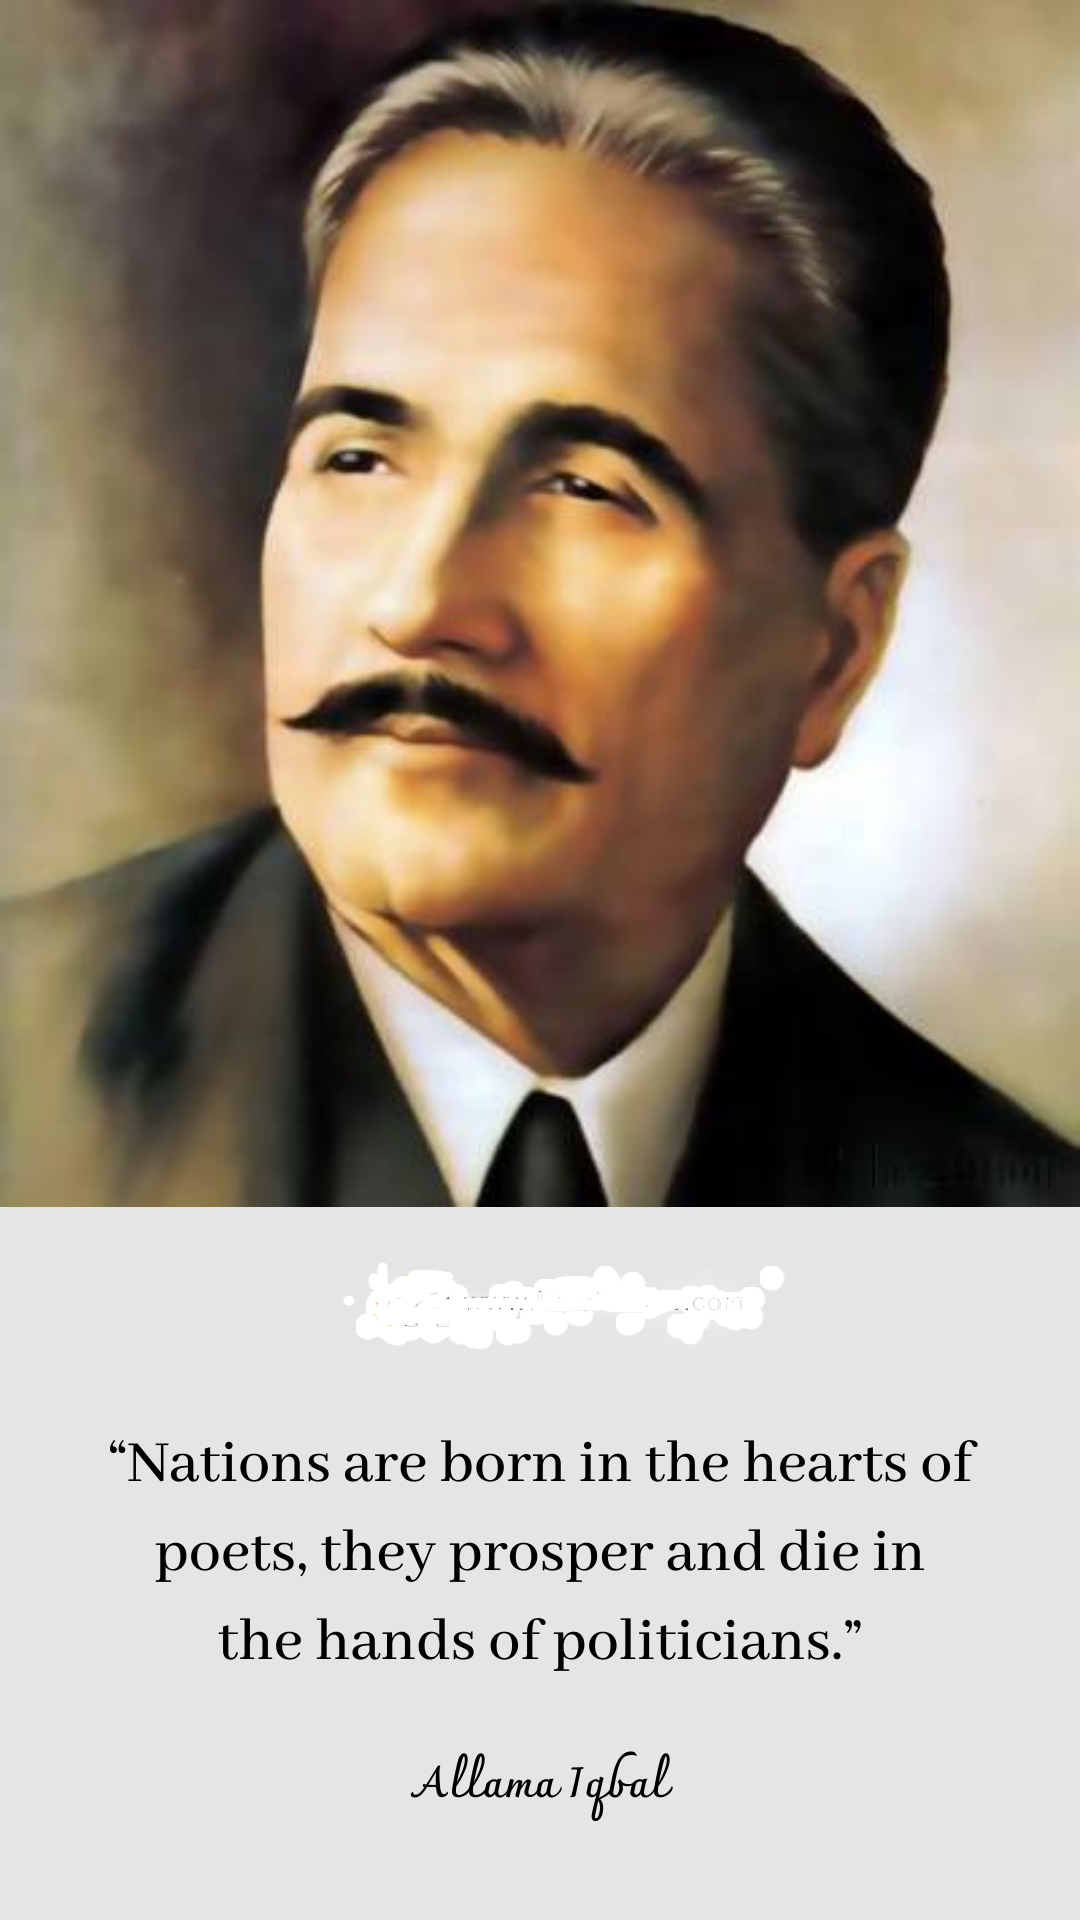 .com
“Nations are born in the hearts of
poets, they prosper and die in
the hands of politicians.”
Allama Iqbal